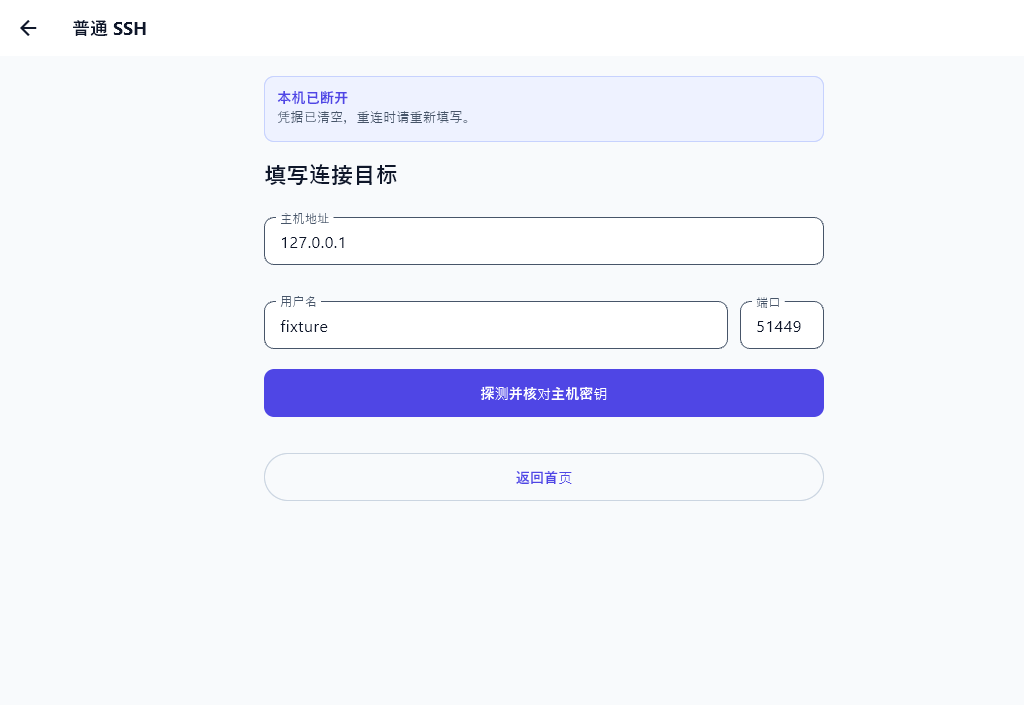 普通 SSH
本机已断开
凭据已清空，重连时请重新填写。
填写连接目标
主机地址
127.0.0.1
用户名
fixture
端口
51449
探测并核对主机密钥
返回首页